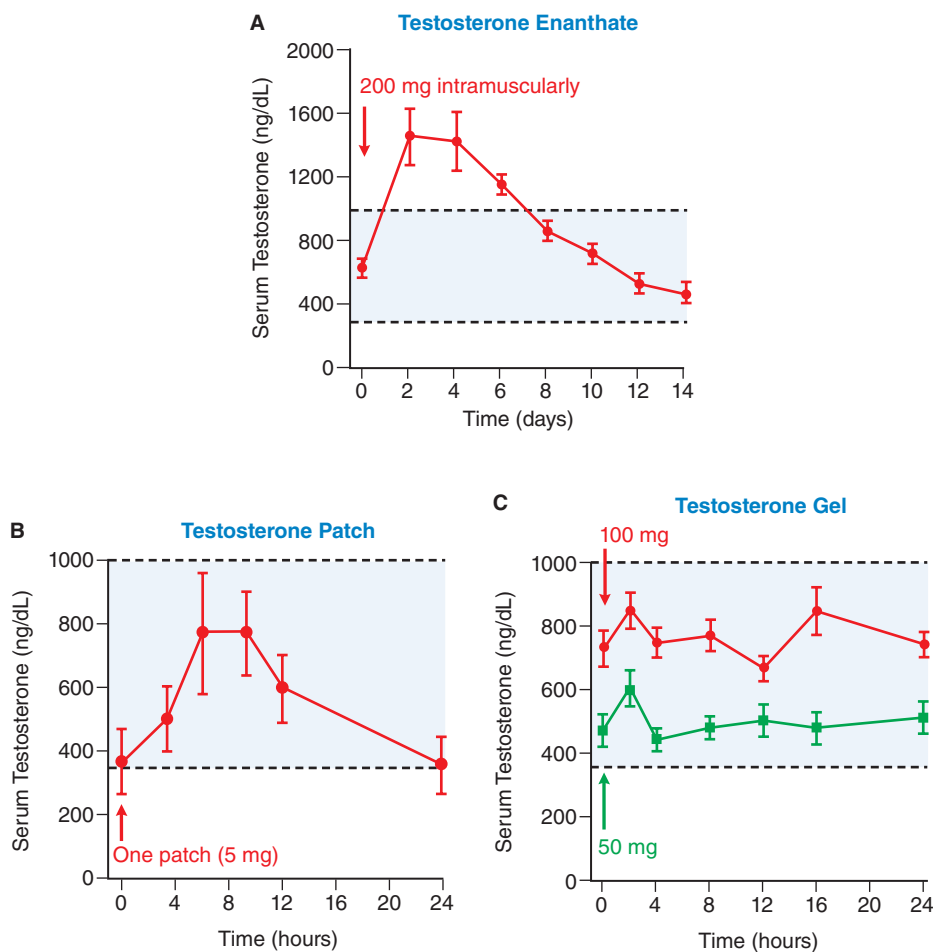 A
Testosterone Enanthate
Serum Testosterone (ng/dL)
2000
1600
1200
800
400
0
200 mg intramuscularly
0 2 4 6 8 10 12 14
Time (days)
B
Testosterone Patch
Serum Testosterone (ng/dL)
1000
800
600
400
200
0
One patch (5 mg)
0 4 8 12 16 20 24
Time (hours)
C
Testosterone Gel
Serum Testosterone (ng/dL)
100 mg
1000
800
600
400
200
0
50 mg
0 4 8 12 16 20 24
Time (hours)